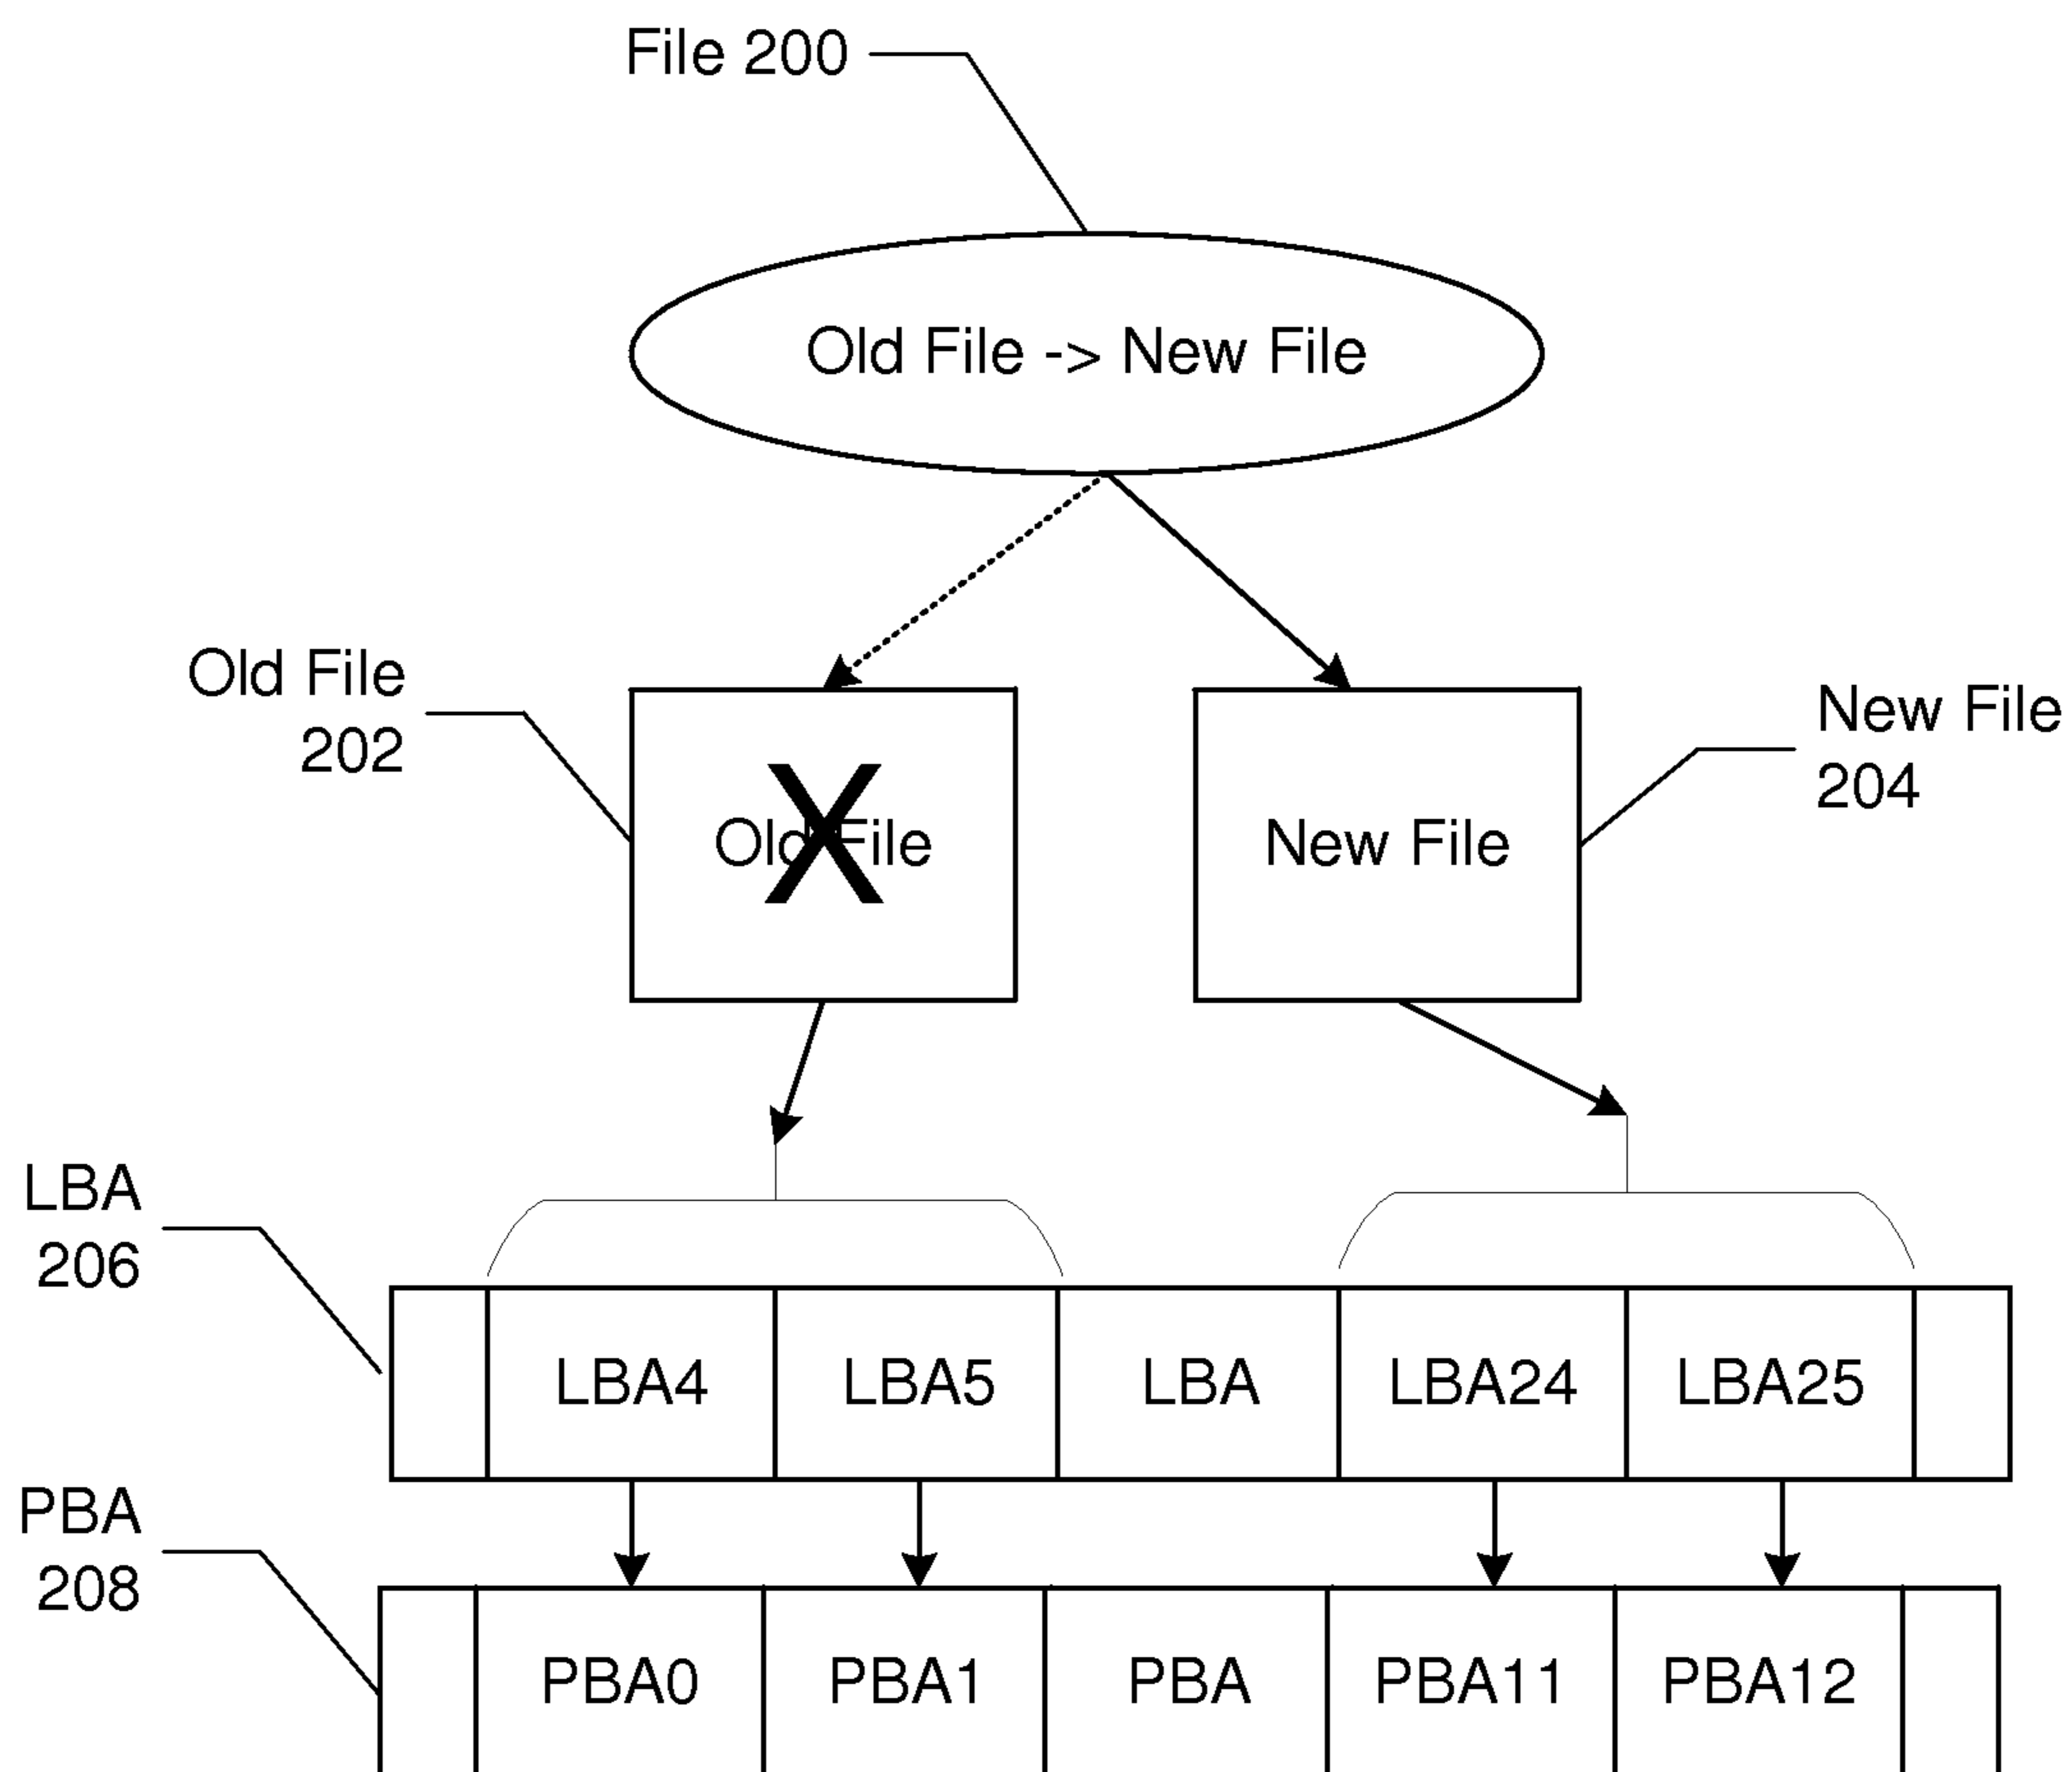 File 200
Old File -> New File
Old File
202
New File
204
Old File
New File
LBA
206
LBA4 LBA5 LBA LBA24 LBA25
PBA
208
PBA0 PBA1 PBA PBA11 PBA12